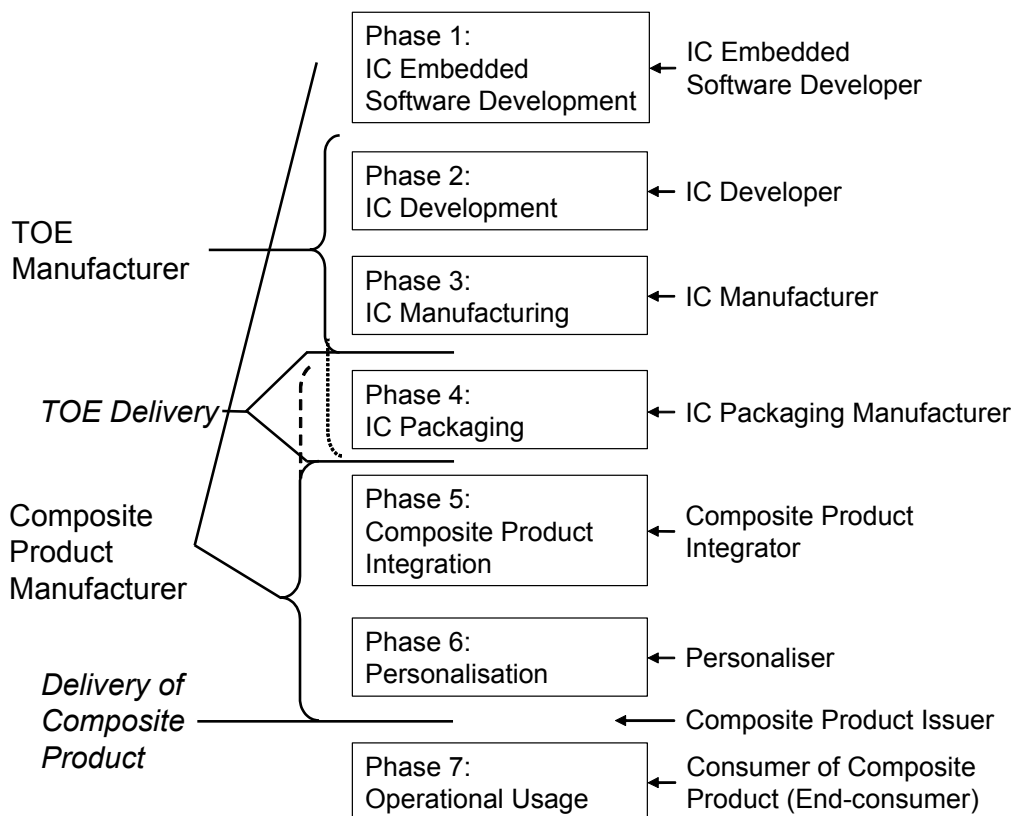 Phase 1:
IC Embedded
Software Development
IC Embedded
Software Developer
Phase 2:
IC Development
IC Developer
TOE
Manufacturer
Phase 3:
IC Manufacturing
IC Manufacturer
TOE Delivery
Phase 4:
IC Packaging
IC Packaging Manufacturer
Composite
Product
Manufacturer
Phase 5:
Composite Product
Integration
Composite Product
Integrator
Phase 6:
Personalisation
Personaliser
Delivery of
Composite
Product
Composite Product Issuer
Phase 7:
Operational Usage
Consumer of Composite
Product (End-consumer)